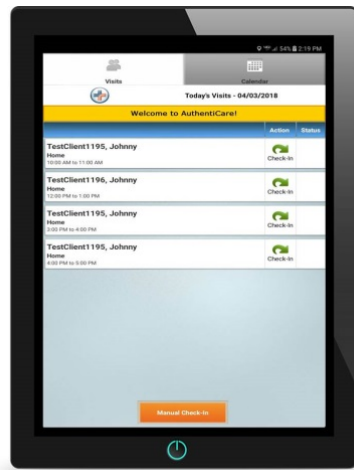 54% 2:19 PM
Visits
Calendar
Today's Visits - 04/03/2018
Welcome to AuthentiCare!
Action Status
TestClient1195, Johnny
Home
10:00 AM to 11:00 AM
Check-In
TestClient1196, Johnny
Home
12:00 PM to 1:00 PM
Check-In
TestClient1195, Johnny
Home
3:00 PM to 4:00 PM
Check-In
TestClient1195, Johnny
Home
4:00 PM to 5:00 PM
Check-In
Manual Check-In